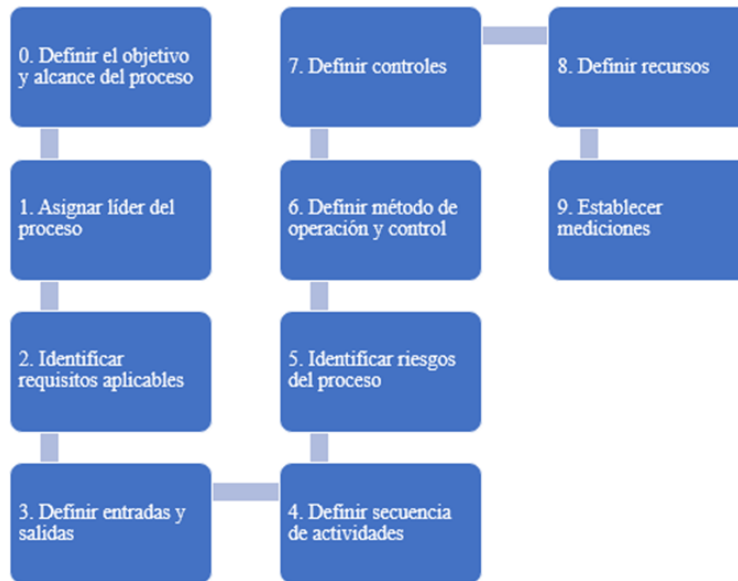 0. Definir el objetivo
y alcance del proceso
1. Asignar líder del
proceso
2. Identificar
requisitos aplicables
3. Definir entradas y
salidas
4. Definir secuencia
de actividades
5. Identificar riesgos
del proceso
6. Definir método de
operación y control
7. Definir controles
8. Definir recursos
9. Establecer
mediciones